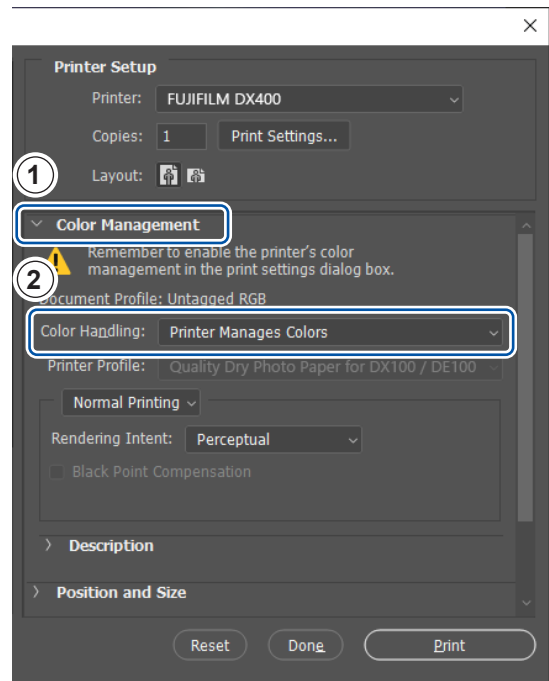 Printer Setup
Printer: FUJIFILM DX400
Copies: 1 Print Settings...
1
Layout:
Color Management
Remember to enable the printer's color
management in the print settings dialog box.
2
Document Profile: Untagged RGB
Color Handling: Printer Manages Colors
Printer Profile: Quality Dry Photo Paper for DX100 / DE100
Normal Printing
Rendering Intent: Perceptual
Black Point Compensation
Description
Position and Size
Reset Done Print